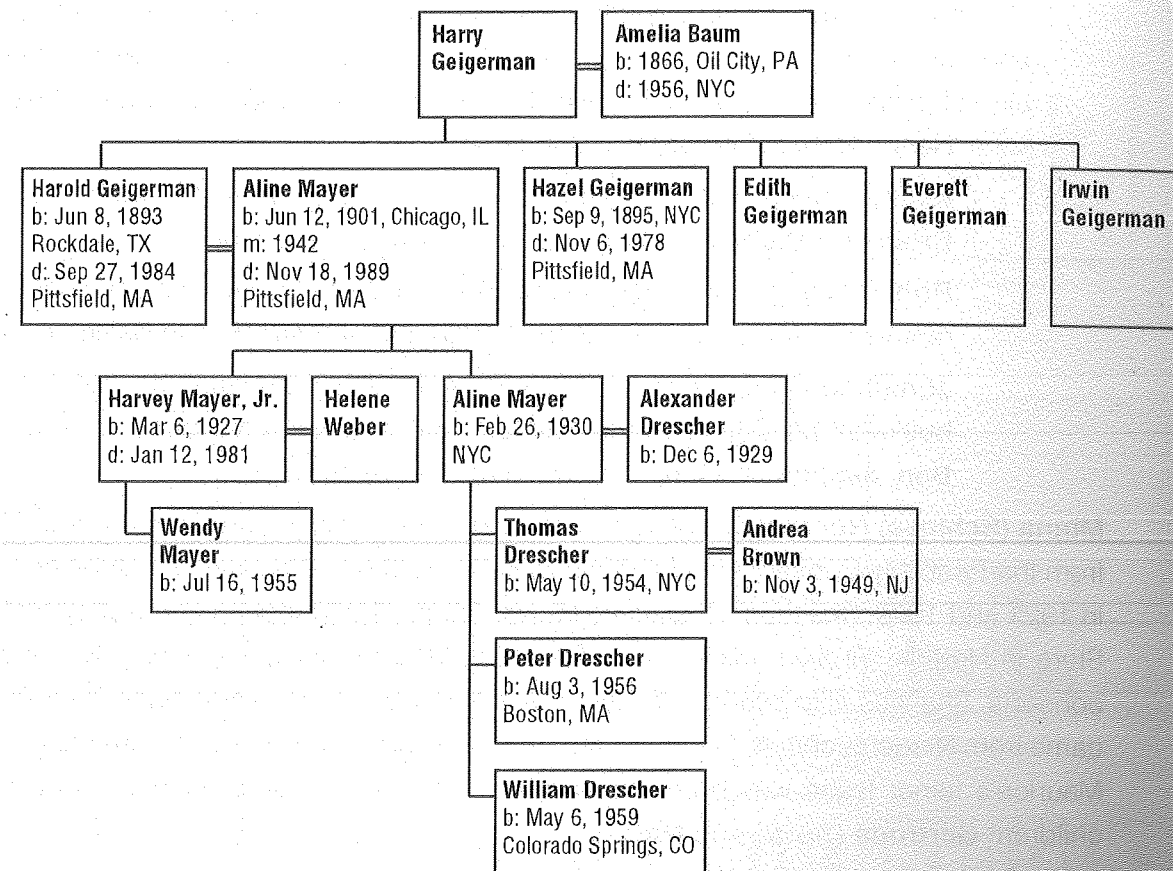 Harry
Geigerman
Amelia Baum
b: 1866, Oil City, PA
d: 1956, NYC
Harold Geigerman
b: Jun 8, 1893
Rockdale, TX
d: Sep 27, 1984
Pittsfield, MA
Aline Mayer
b: Jun 12, 1901, Chicago, IL
m: 1942
d: Nov 18, 1989
Pittsfield, MA
Hazel Geigerman
b: Sep 9, 1895, NYC
d: Nov 6, 1978
Pittsfield, MA
Edith
Geigerman
Everett
Geigerman
Irwin
Geigerman
Harvey Mayer, Jr.
b: Mar 6, 1927
d: Jan 12, 1981
Helene
Weber
Aline Mayer
b: Feb 26, 1930
NYC
Alexander
Drescher
b: Dec 6, 1929
Wendy
Mayer
b: Jul 16, 1955
Thomas
Drescher
b: May 10, 1954, NYC
Andrea
Brown
b: Nov 3, 1949, NJ
Peter Drescher
b: Aug 3, 1956
Boston, MA
William Drescher
b: May 6, 1959
Colorado Springs, CO